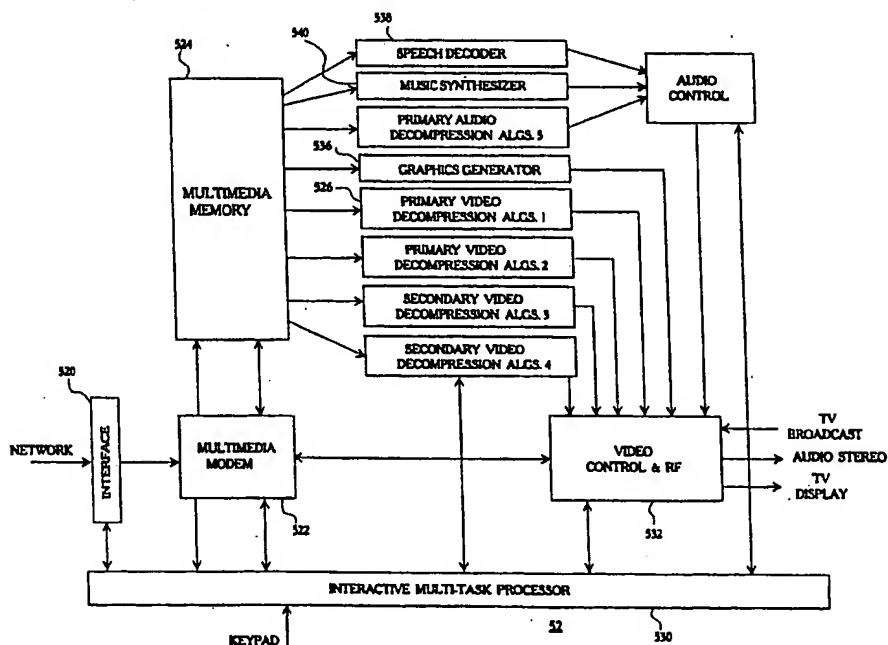 538
524
540
SPEECH DECODER
MUSIC SYNTHESIZER
AUDIO
CONTROL
PRIMARY AUDIO
DECOMPRESSION ALGS. 5
536
GRAPHICS GENERATOR
MULTIMEDIA
MEMORY
526
PRIMARY VIDEO
DECOMPRESSION ALGS. 1
PRIMARY VIDEO
DECOMPRESSION ALGS. 2
SECONDARY VIDEO
DECOMPRESSION ALGS. 3
SECONDARY VIDEO
DECOMPRESSION ALGS. 4
520
NETWORK
INTERFACE
MULTIMEDIA
MODEM
522
VIDEO
CONTROL & RF
532
TV
BROADCAST
AUDIO STEREO
TV
DISPLAY
INTERACTIVE MULTI-TASK PROCESSOR
KEYPAD
52
530